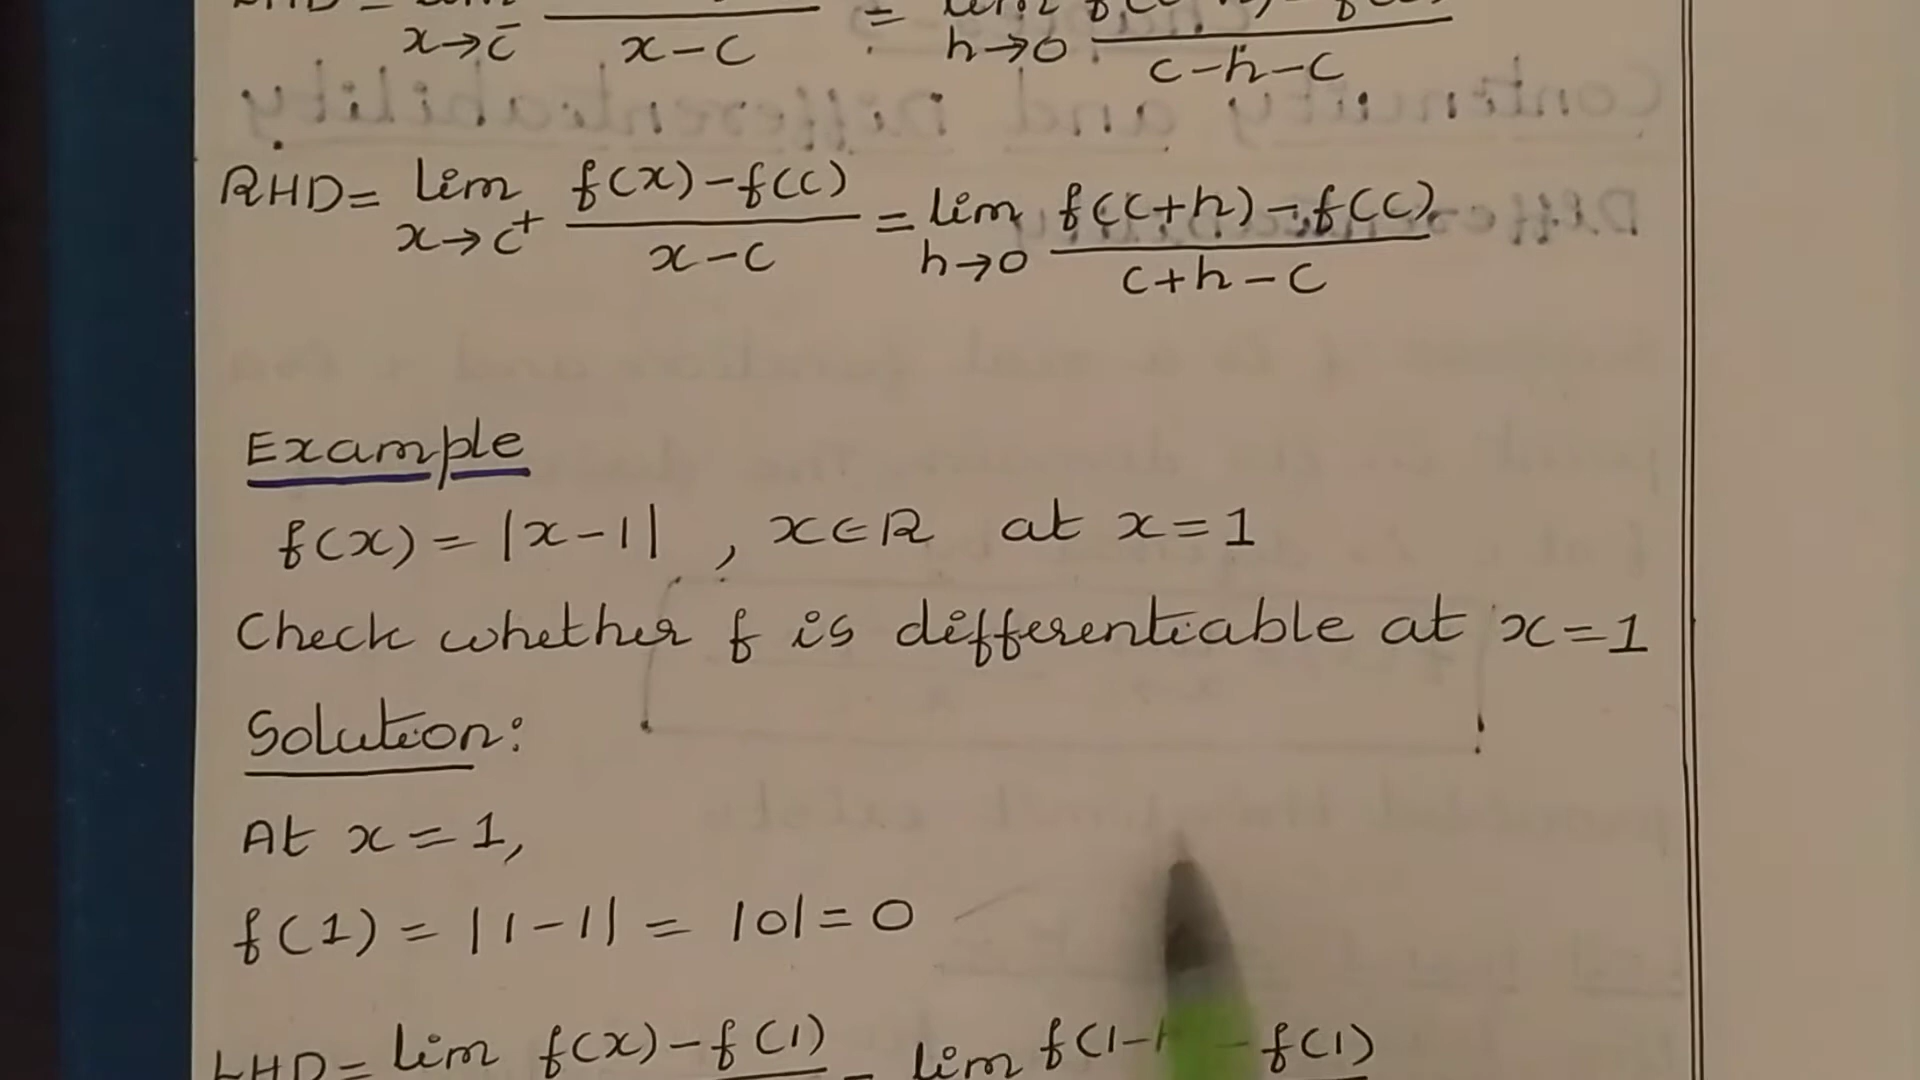 x→c⁻ x-c = lim h→0 c-h-c
RHD = lim x→c⁺ f(x)-f(c) / x-c = lim h→0 f(c+h)-f(c) / c+h-c
Example
f(x) = |x-1| , x∈R at x=1
Check whether f is differentiable at x=1
Solution:
At x=1,
f(1) = |1-1| = |0| = 0
LHD = lim f(x)-f(1) = lim f(1- -f(1)